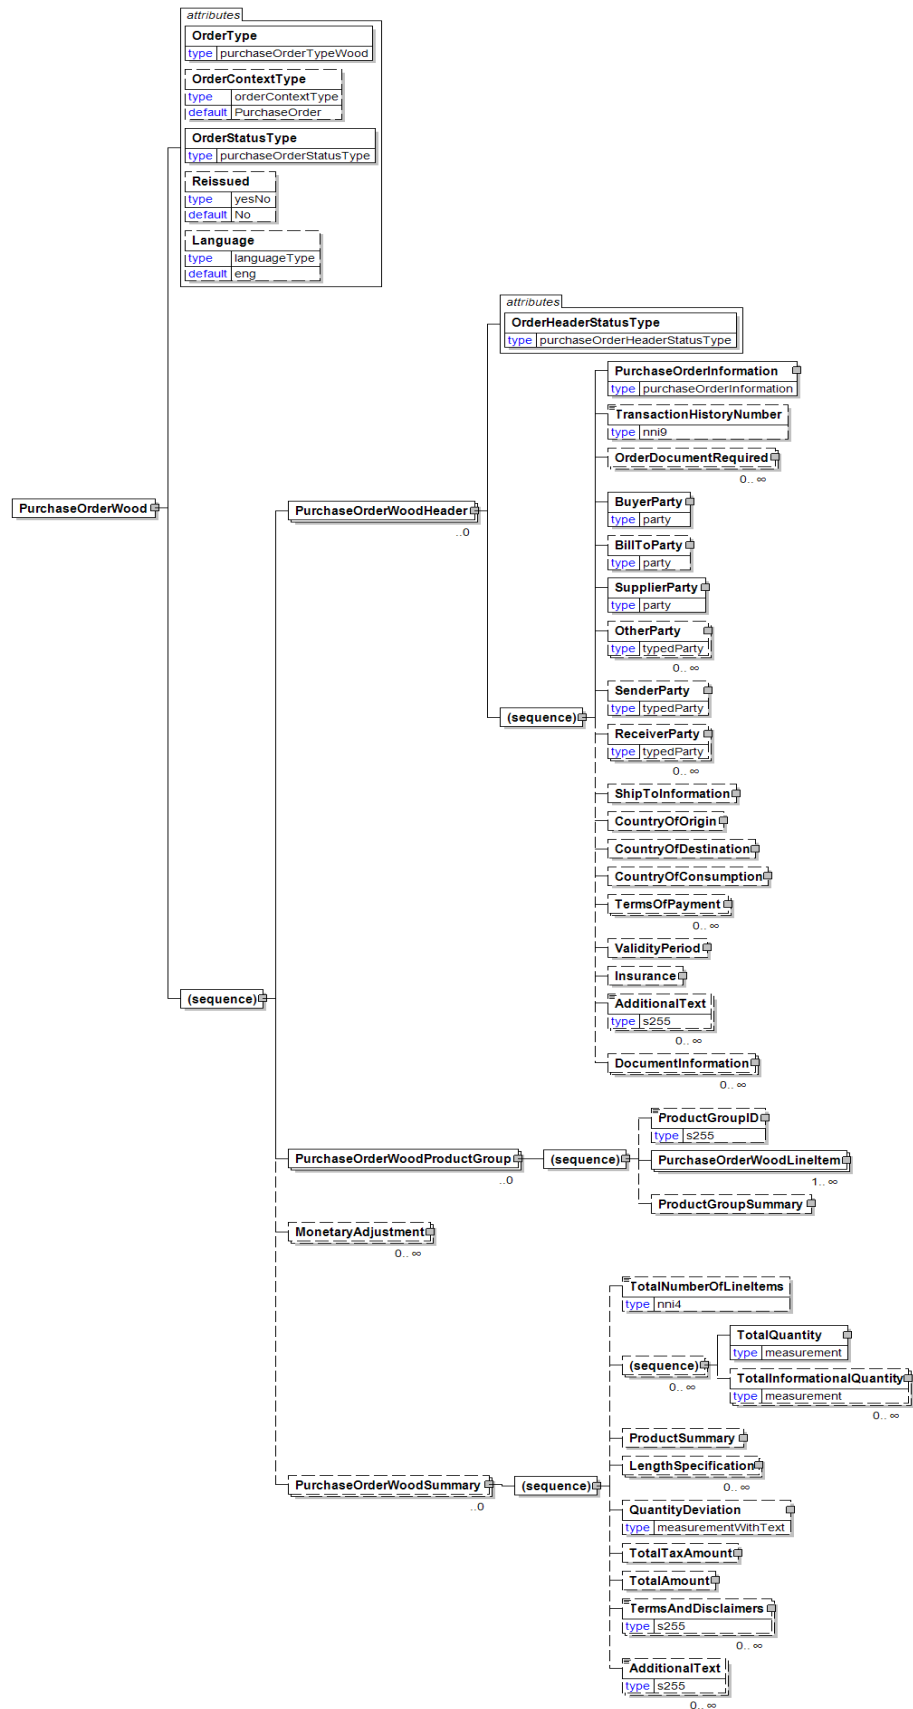 attributes
OrderType
type purchaseOrderTypeWood
OrderContextType
type orderContextType
default PurchaseOrder
OrderStatusType
type purchaseOrderStatusType
Reissued
type yesNo
default No
Language
type languageType
default eng
attributes
OrderHeaderStatusType
type purchaseOrderHeaderStatusType
PurchaseOrderInformation
type purchaseOrderInformation
TransactionHistoryNumber
type nni9
OrderDocumentRequired
0.. ∞
PurchaseOrderWood
PurchaseOrderWoodHeader
..0
BuyerParty
type party
BillToParty
type party
SupplierParty
type party
OtherParty
type typedParty
0.. ∞
SenderParty
type typedParty
(sequence)
ReceiverParty
type typedParty
0.. ∞
ShipToInformation
CountryOfOrigin
CountryOfDestination
CountryOfConsumption
TermsOfPayment
0.. ∞
ValidityPeriod
Insurance
(sequence)
AdditionalText
type s255
0.. ∞
DocumentInformation
0.. ∞
ProductGroupID
type s255
PurchaseOrderWoodProductGroup
..0
(sequence)
PurchaseOrderWoodLineItem
1.. ∞
ProductGroupSummary
MonetaryAdjustment
0.. ∞
TotalNumberOfLineItems
type nni4
(sequence)
0.. ∞
TotalQuantity
type measurement
TotalInformationalQuantity
type measurement
0.. ∞
ProductSummary
LengthSpecification
0.. ∞
PurchaseOrderWoodSummary
..0
(sequence)
QuantityDeviation
type measurementWithText
TotalTaxAmount
TotalAmount
TermsAndDisclaimers
type s255
0.. ∞
AdditionalText
type s255
0.. ∞